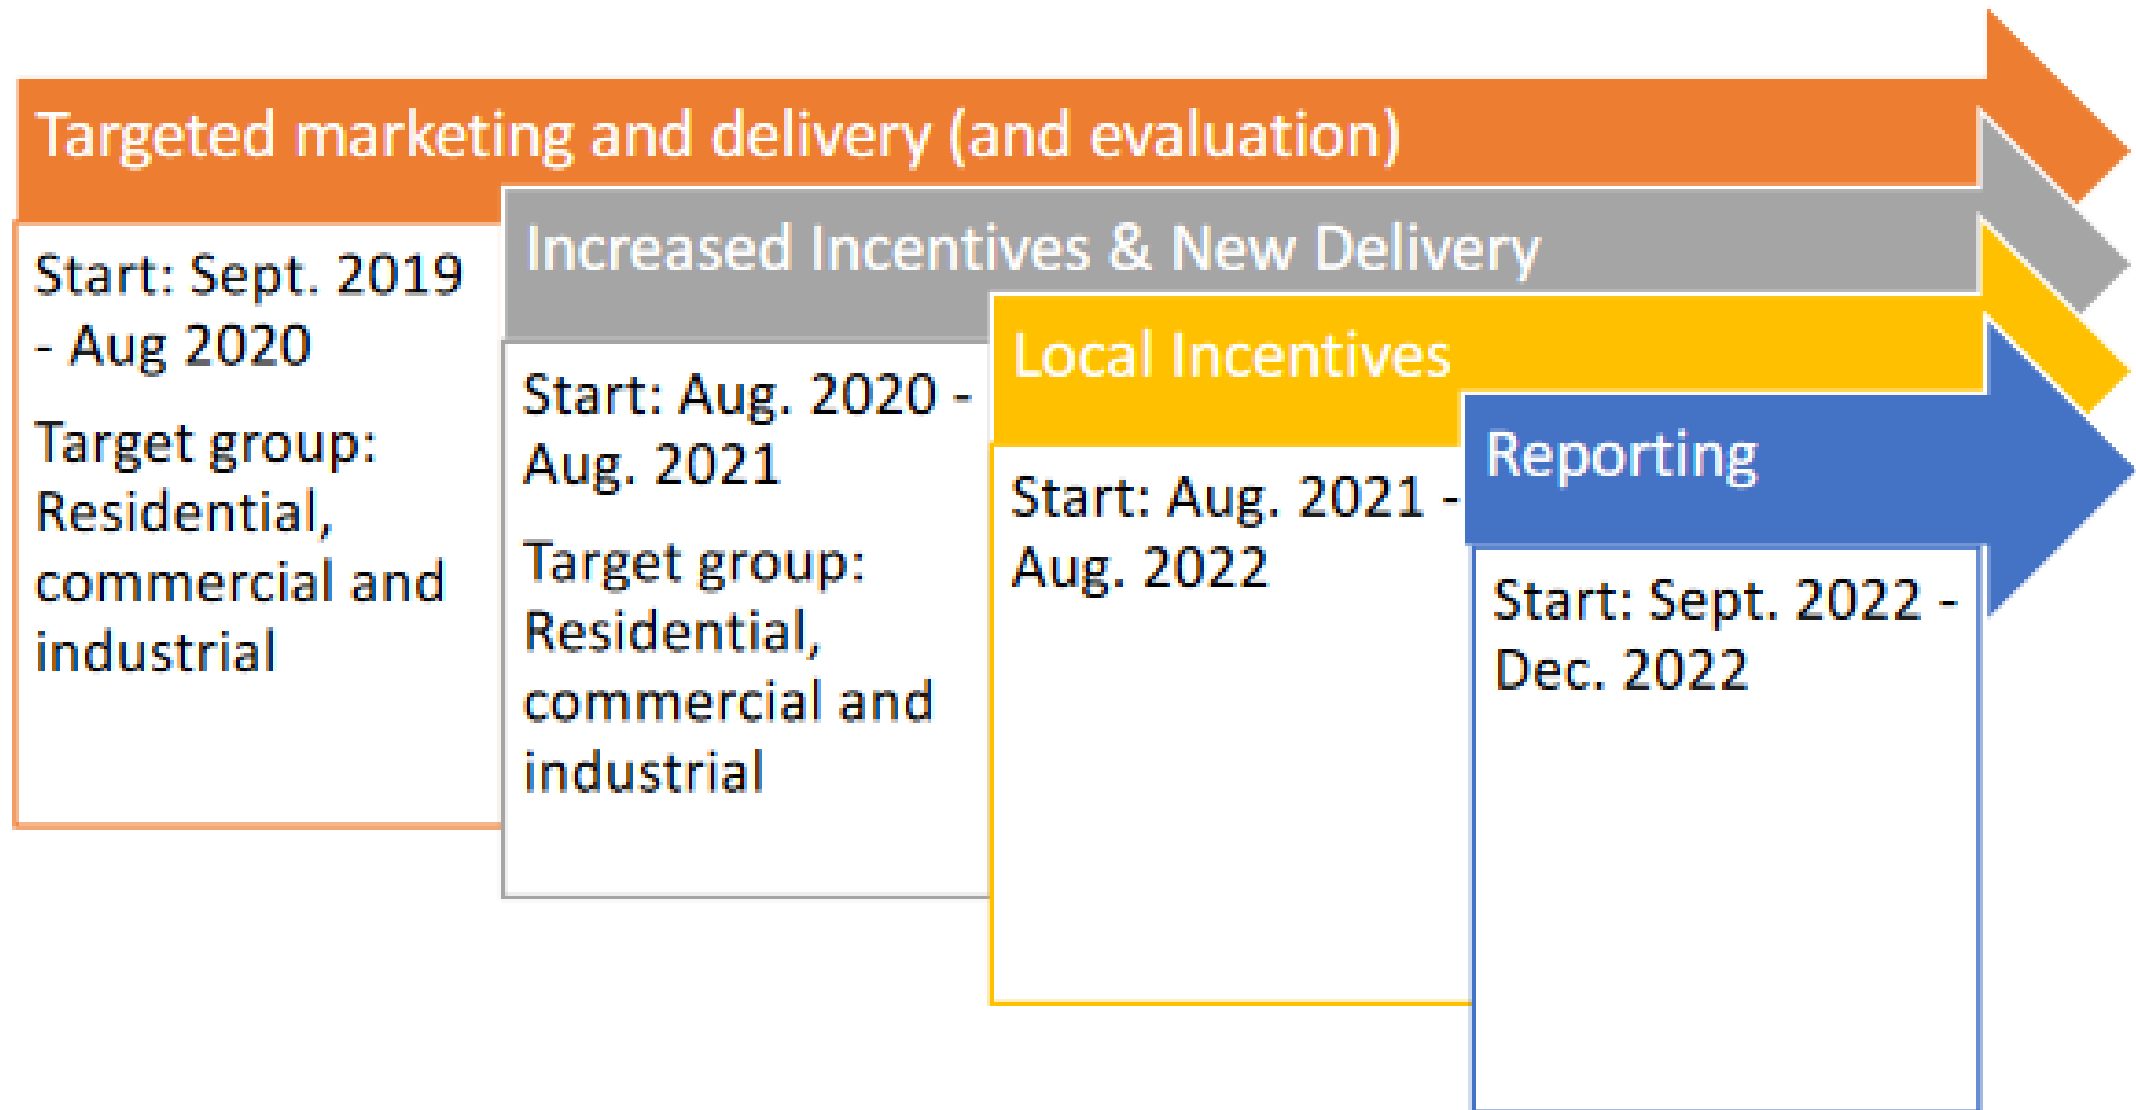 Targeted marketing and delivery (and evaluation)
Start: Sept. 2019
- Aug 2020
Target group:
Residential,
commercial and
industrial
Increased Incentives & New Delivery
Start: Aug. 2020 -
Aug. 2021
Target group:
Residential,
commercial and
industrial
Local Incentives
Start: Aug. 2021 -
Aug. 2022
Reporting
Start: Sept. 2022 -
Dec. 2022